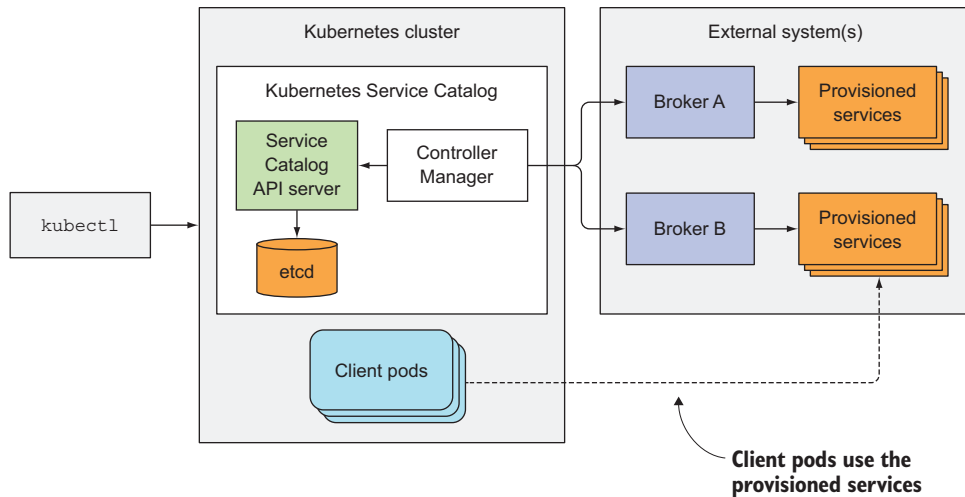 Kubernetes cluster
External system(s)
Kubernetes Service Catalog
Broker A
Provisioned
services
Service
Catalog
API server
Controller
Manager
kubectl
Broker B
Provisioned
services
etcd
Client pods
Client pods use the
provisioned services